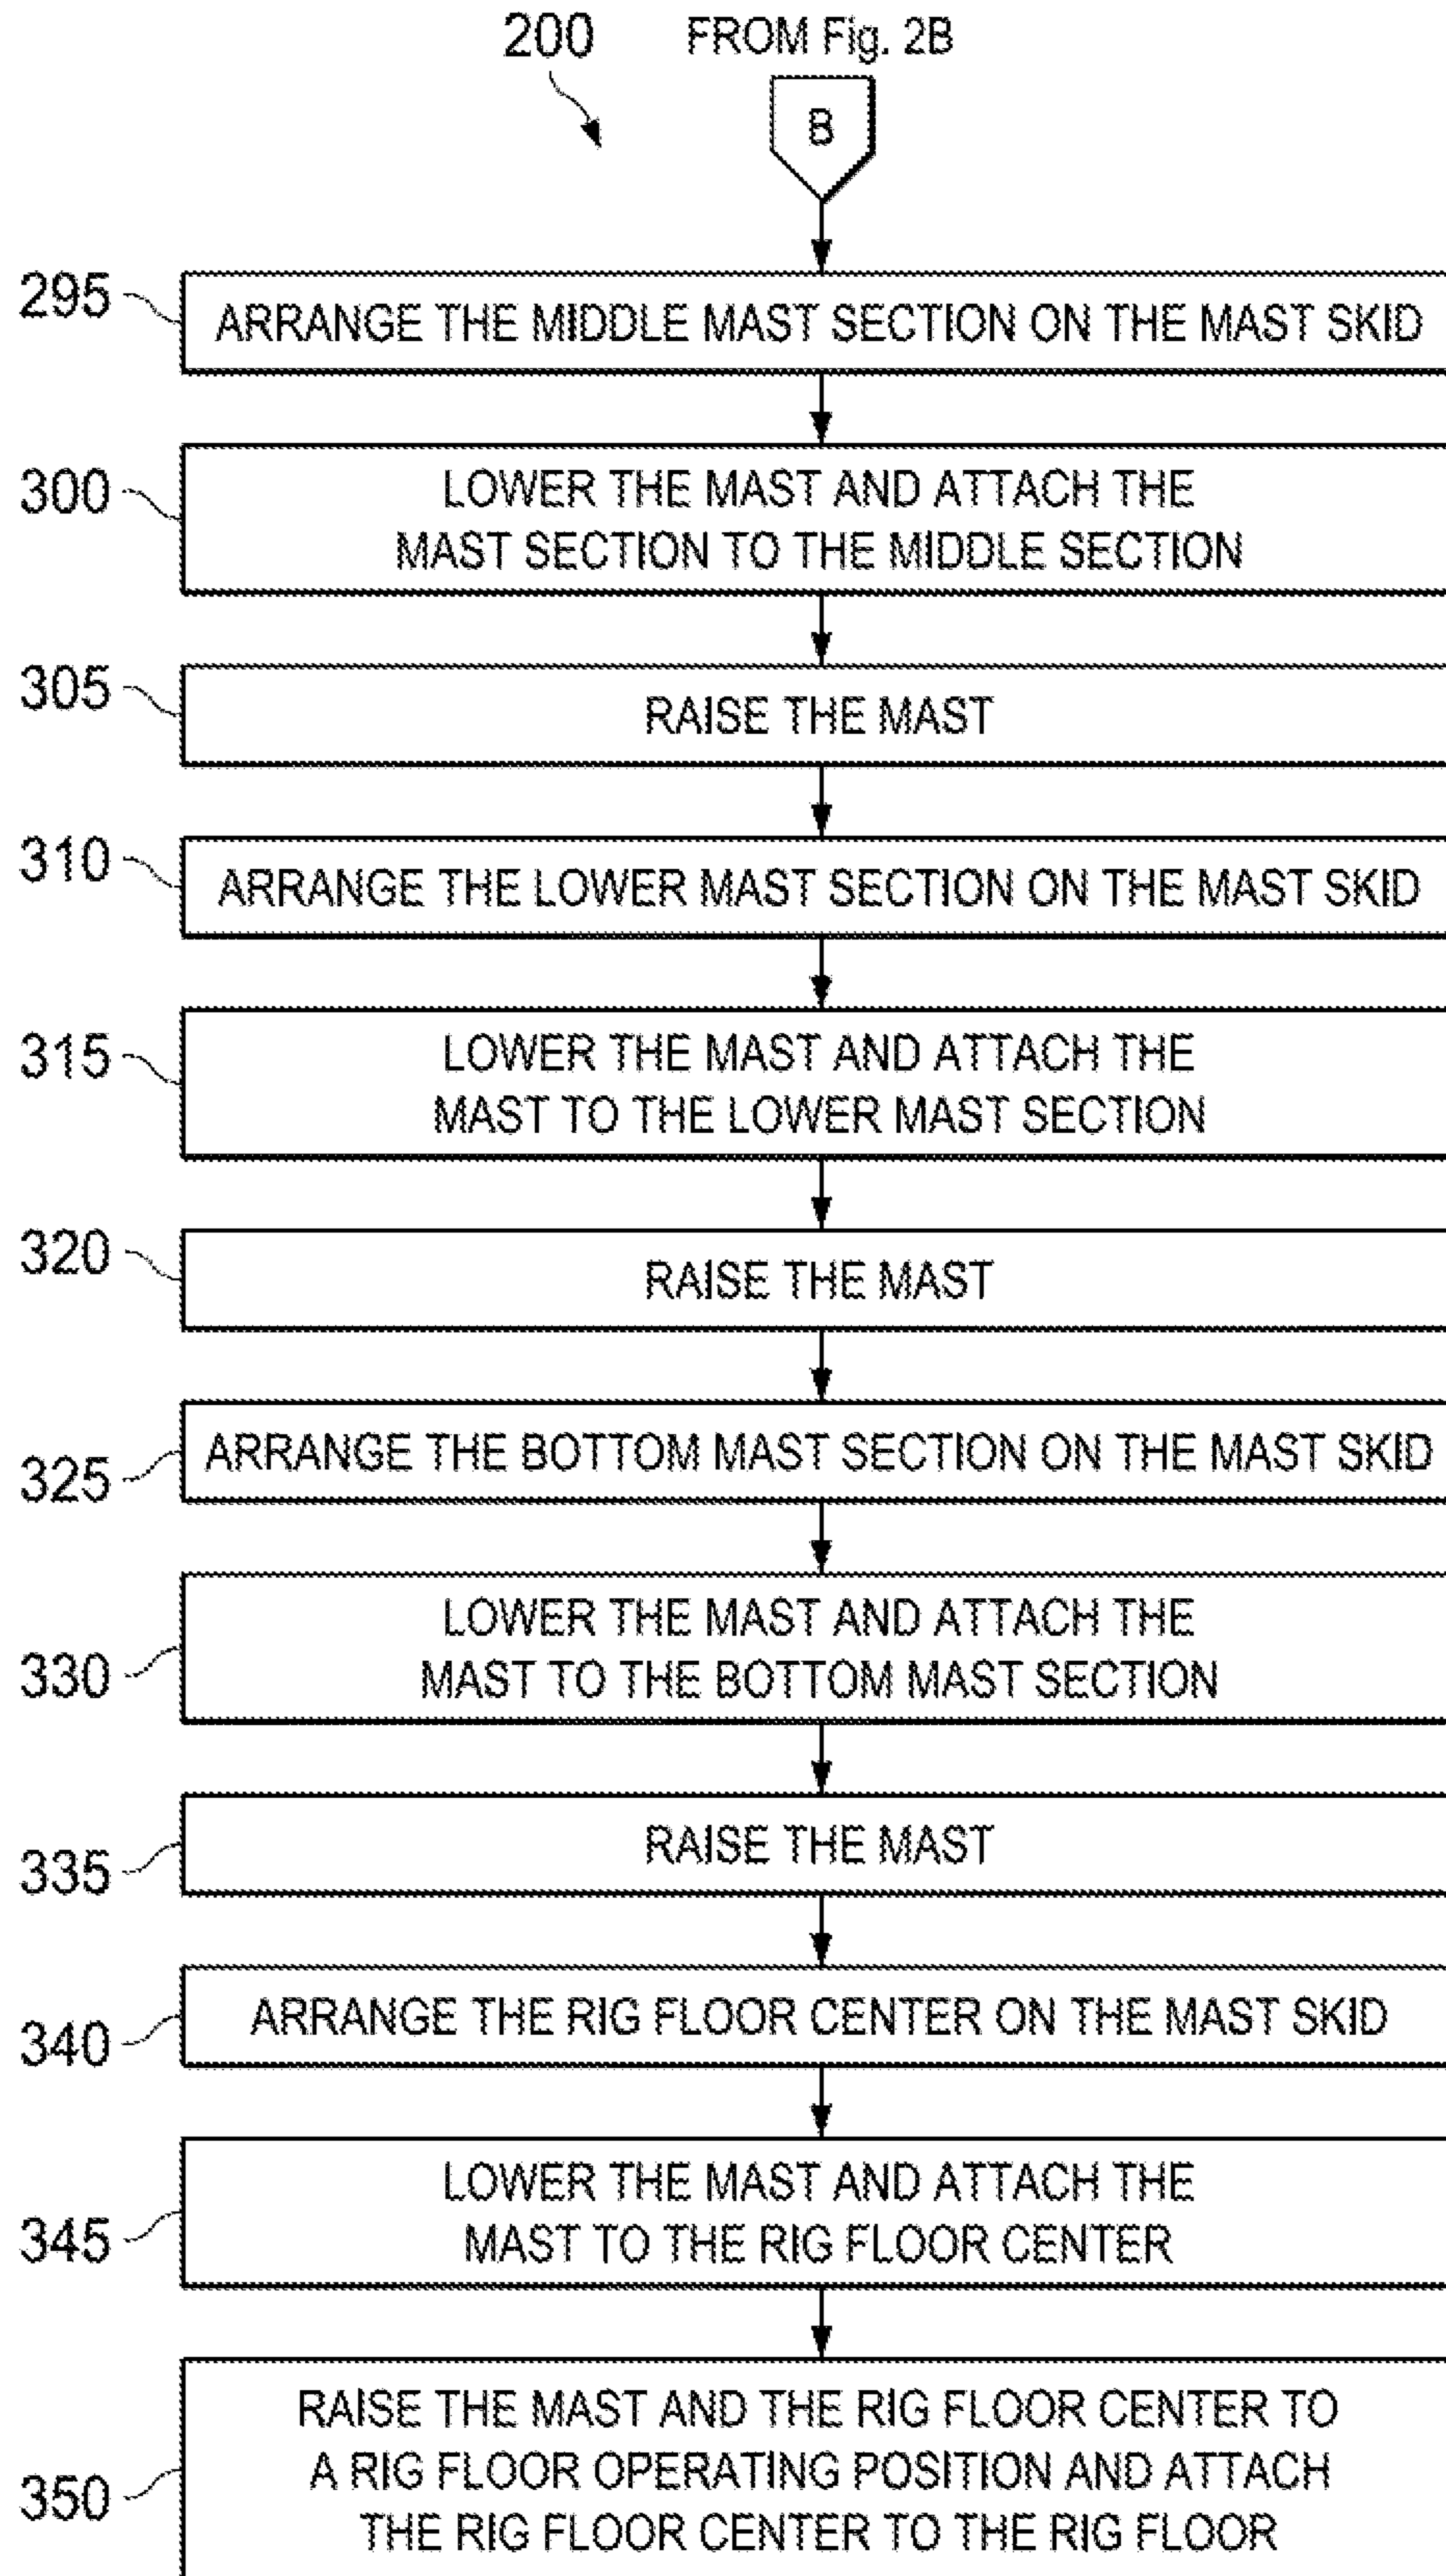 200 FROM Fig. 2B
B
295 ARRANGE THE MIDDLE MAST SECTION ON THE MAST SKID
300 LOWER THE MAST AND ATTACH THE
MAST SECTION TO THE MIDDLE SECTION
305 RAISE THE MAST
310 ARRANGE THE LOWER MAST SECTION ON THE MAST SKID
315 LOWER THE MAST AND ATTACH THE
MAST TO THE LOWER MAST SECTION
320 RAISE THE MAST
325 ARRANGE THE BOTTOM MAST SECTION ON THE MAST SKID
330 LOWER THE MAST AND ATTACH THE
MAST TO THE BOTTOM MAST SECTION
335 RAISE THE MAST
340 ARRANGE THE RIG FLOOR CENTER ON THE MAST SKID
345 LOWER THE MAST AND ATTACH THE
MAST TO THE RIG FLOOR CENTER
350 RAISE THE MAST AND THE RIG FLOOR CENTER TO
A RIG FLOOR OPERATING POSITION AND ATTACH
THE RIG FLOOR CENTER TO THE RIG FLOOR